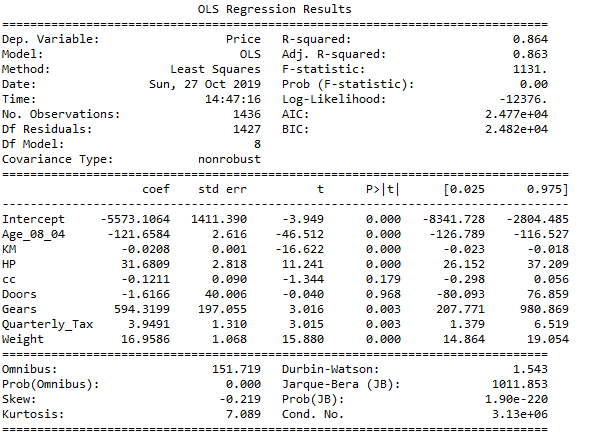 OLS Regression Results
==============================================================================
Dep. Variable: Price R-squared: 0.864
Model: OLS Adj. R-squared: 0.863
Method: Least Squares F-statistic: 1131.
Date: Sun, 27 Oct 2019 Prob (F-statistic): 0.00
Time: 14:47:16 Log-Likelihood: -12376.
No. Observations: 1436 AIC: 2.477e+04
Df Residuals: 1427 BIC: 2.482e+04
Df Model: 8
Covariance Type: nonrobust
=================================================================================
coef std err t P>|t| [0.025 0.975]
---------------------------------------------------------------------------------
Intercept -5573.1064 1411.390 -3.949 0.000 -8341.728 -2804.485
Age_08_04 -121.6584 2.616 -46.512 0.000 -126.789 -116.527
KM -0.0208 0.001 -16.622 0.000 -0.023 -0.018
HP 31.6809 2.818 11.241 0.000 26.152 37.209
cc -0.1211 0.090 -1.344 0.179 -0.298 0.056
Doors -1.6166 40.006 -0.040 0.968 -80.093 76.859
Gears 594.3199 197.055 3.016 0.003 207.771 980.869
Quarterly_Tax 3.9491 1.310 3.015 0.003 1.379 6.519
Weight 16.9586 1.068 15.880 0.000 14.864 19.054
==============================================================================
Omnibus: 151.719 Durbin-Watson: 1.543
Prob(Omnibus): 0.000 Jarque-Bera (JB): 1011.853
Skew: -0.219 Prob(JB): 1.90e-220
Kurtosis: 7.089 Cond. No. 3.13e+06
==============================================================================